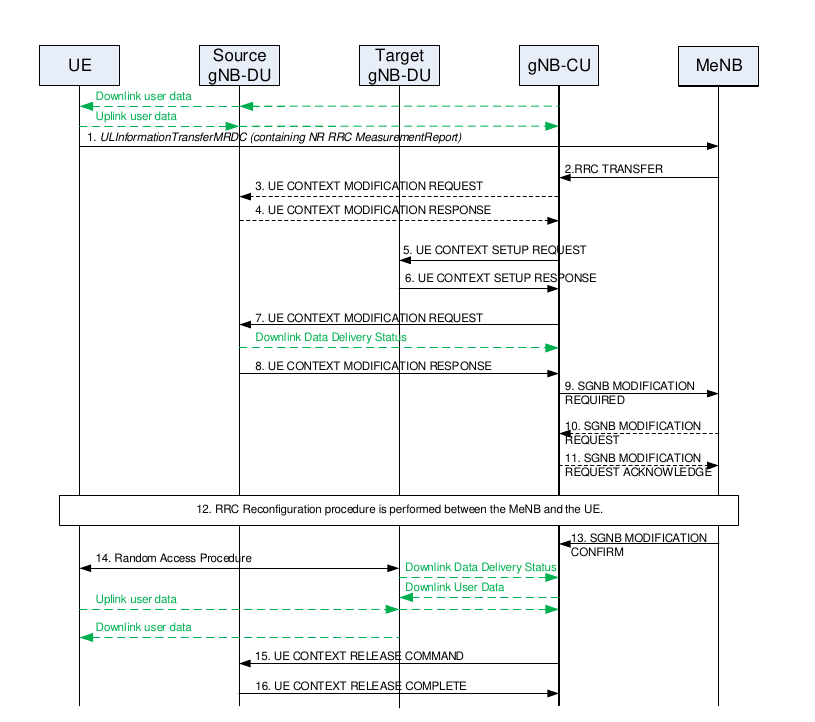 UE
Source
gNB-DU
Target
gNB-DU
gNB-CU
MeNB
Downlink user data
Uplink user data
1. ULInformationTransferMRDC (containing NR RRC MeasurementReport)
2.RRC TRANSFER
3. UE CONTEXT MODIFICATION REQUEST
4. UE CONTEXT MODIFICATION RESPONSE
5. UE CONTEXT SETUP REQUEST
6. UE CONTEXT SETUP RESPONSE
7. UE CONTEXT MODIFICATION REQUEST
Downlink Data Delivery Status
8. UE CONTEXT MODIFICATION RESPONSE
9. SGNB MODIFICATION
REQUIRED
10. SGNB MODIFICATION
REQUEST
11. SGNB MODIFICATION
REQUEST ACKNOWLEDGE
12. RRC Reconfiguration procedure is performed between the MeNB and the UE.
13. SGNB MODIFICATION
CONFIRM
14. Random Access Procedure
Downlink Data Delivery Status
Downlink User Data
Uplink user data
Downlink user data
15. UE CONTEXT RELEASE COMMAND
16. UE CONTEXT RELEASE COMPLETE